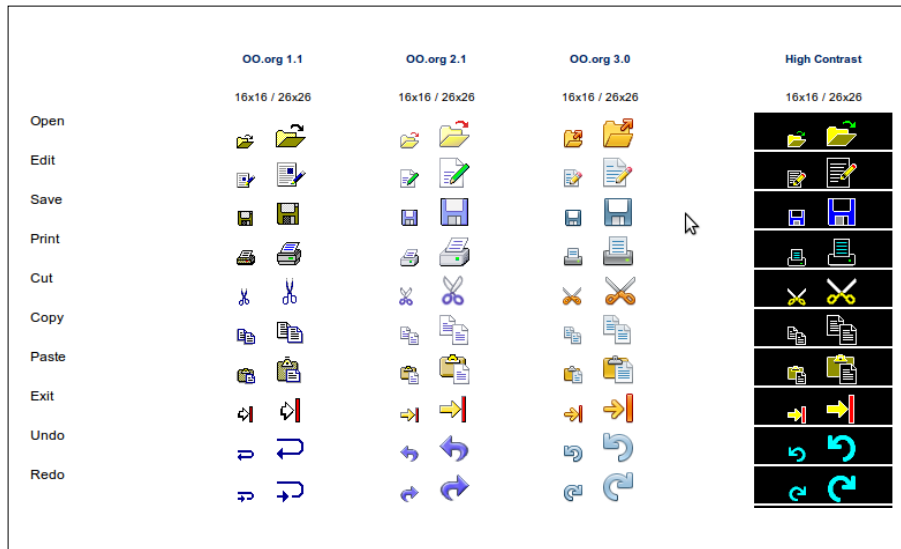 OO.org 1.1 OO.org 2.1 OO.org 3.0 High Contrast
16x16 / 26x26 16x16 / 26x26 16x16 / 26x26 16x16 / 26x26
Open
Edit
Save
Print
Cut
Copy
Paste
Exit
Undo
Redo